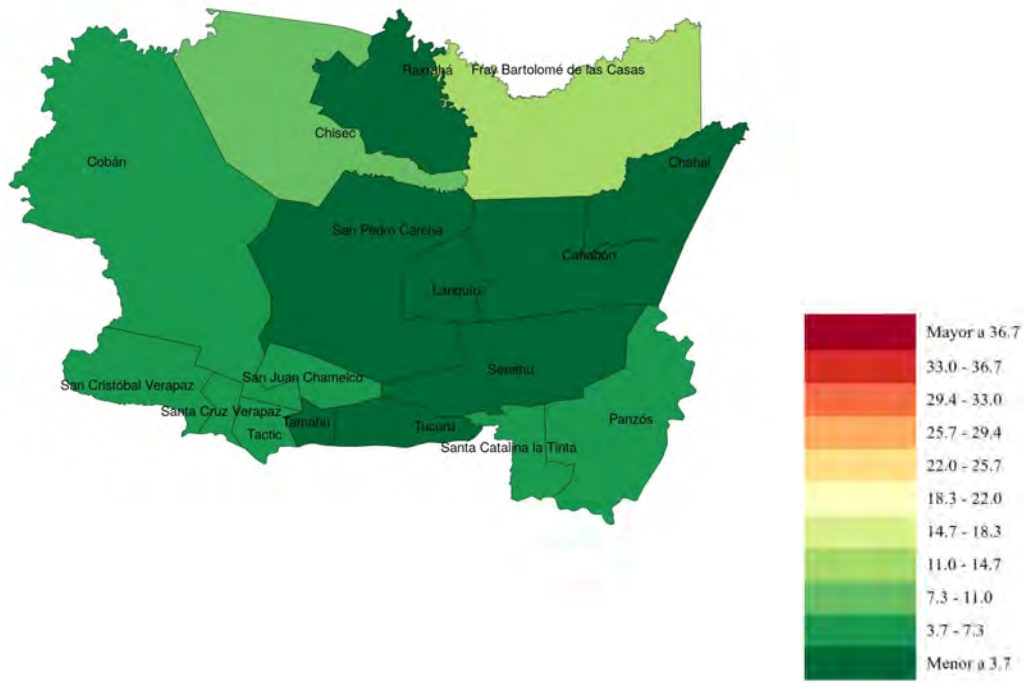 Raxruhá Fray Bartolomé de las Casas
Chisec
Cobán
Chahal
San Pedro Carcha
Cahabón
Lanquín
Senahú
San Juan Chamelco
San Cristóbal Verapaz
Santa Cruz Verapaz
Tamahú
Tucurú
Panzós
Tactic
Santa Catalina la Tinta
Mayor a 36.7
33.0 - 36.7
29.4 - 33.0
25.7 - 29.4
22.0 - 25.7
18.3 - 22.0
14.7 - 18.3
11.0 - 14.7
7.3 - 11.0
3.7 - 7.3
Menor a 3.7